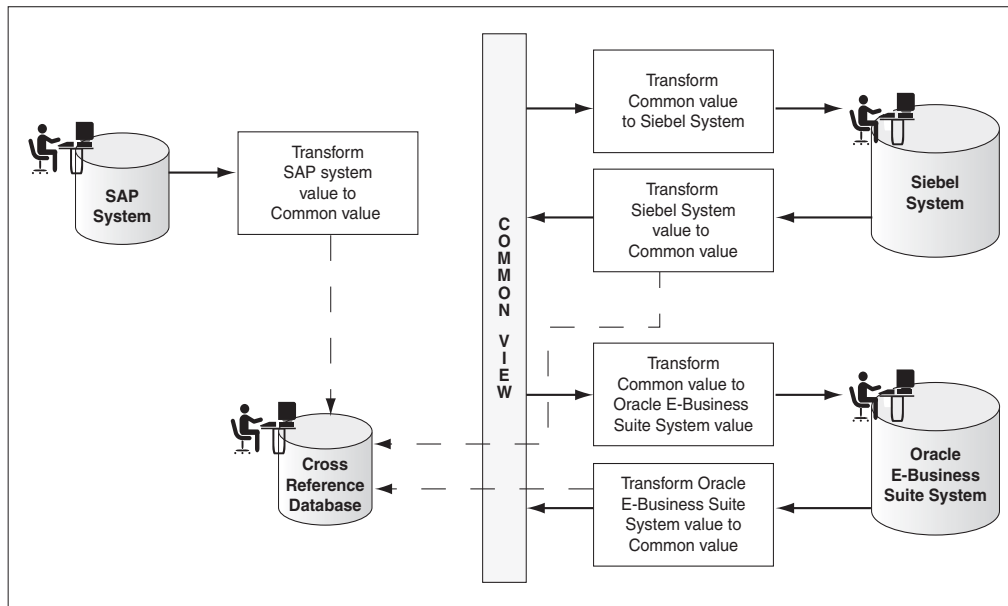 SAP
System
Transform
SAP system
value to
Common value
Cross
Reference
Database
COMMON VIEW
Transform
Common value
to Siebel System
Siebel
System
Transform
Siebel System
value to
Common value
Transform
Common value to
Oracle E-Business
Suite System value
Oracle
E-Business
Suite System
Transform Oracle
E-Business Suite
System value to
Common value